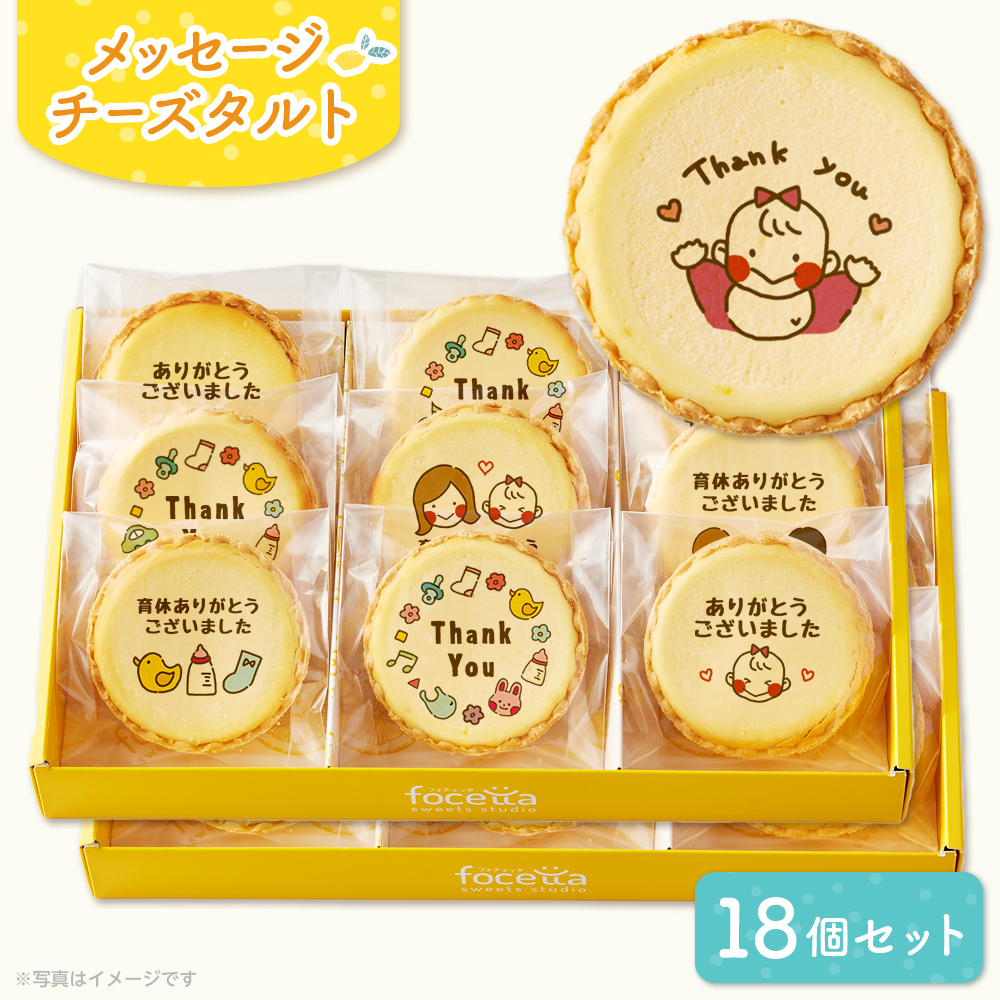 メッセージ
チーズタルト
Thank you
ありがとう
ございました
Thank
Thank
育休ありがとう
ございました
育休ありがとう
ございました
Thank
You
ありがとう
ございました
フォチェッタ
focetta
sweets studio
フォチェッタ
focetta
sweets studio
18個セット
※写真はイメージです